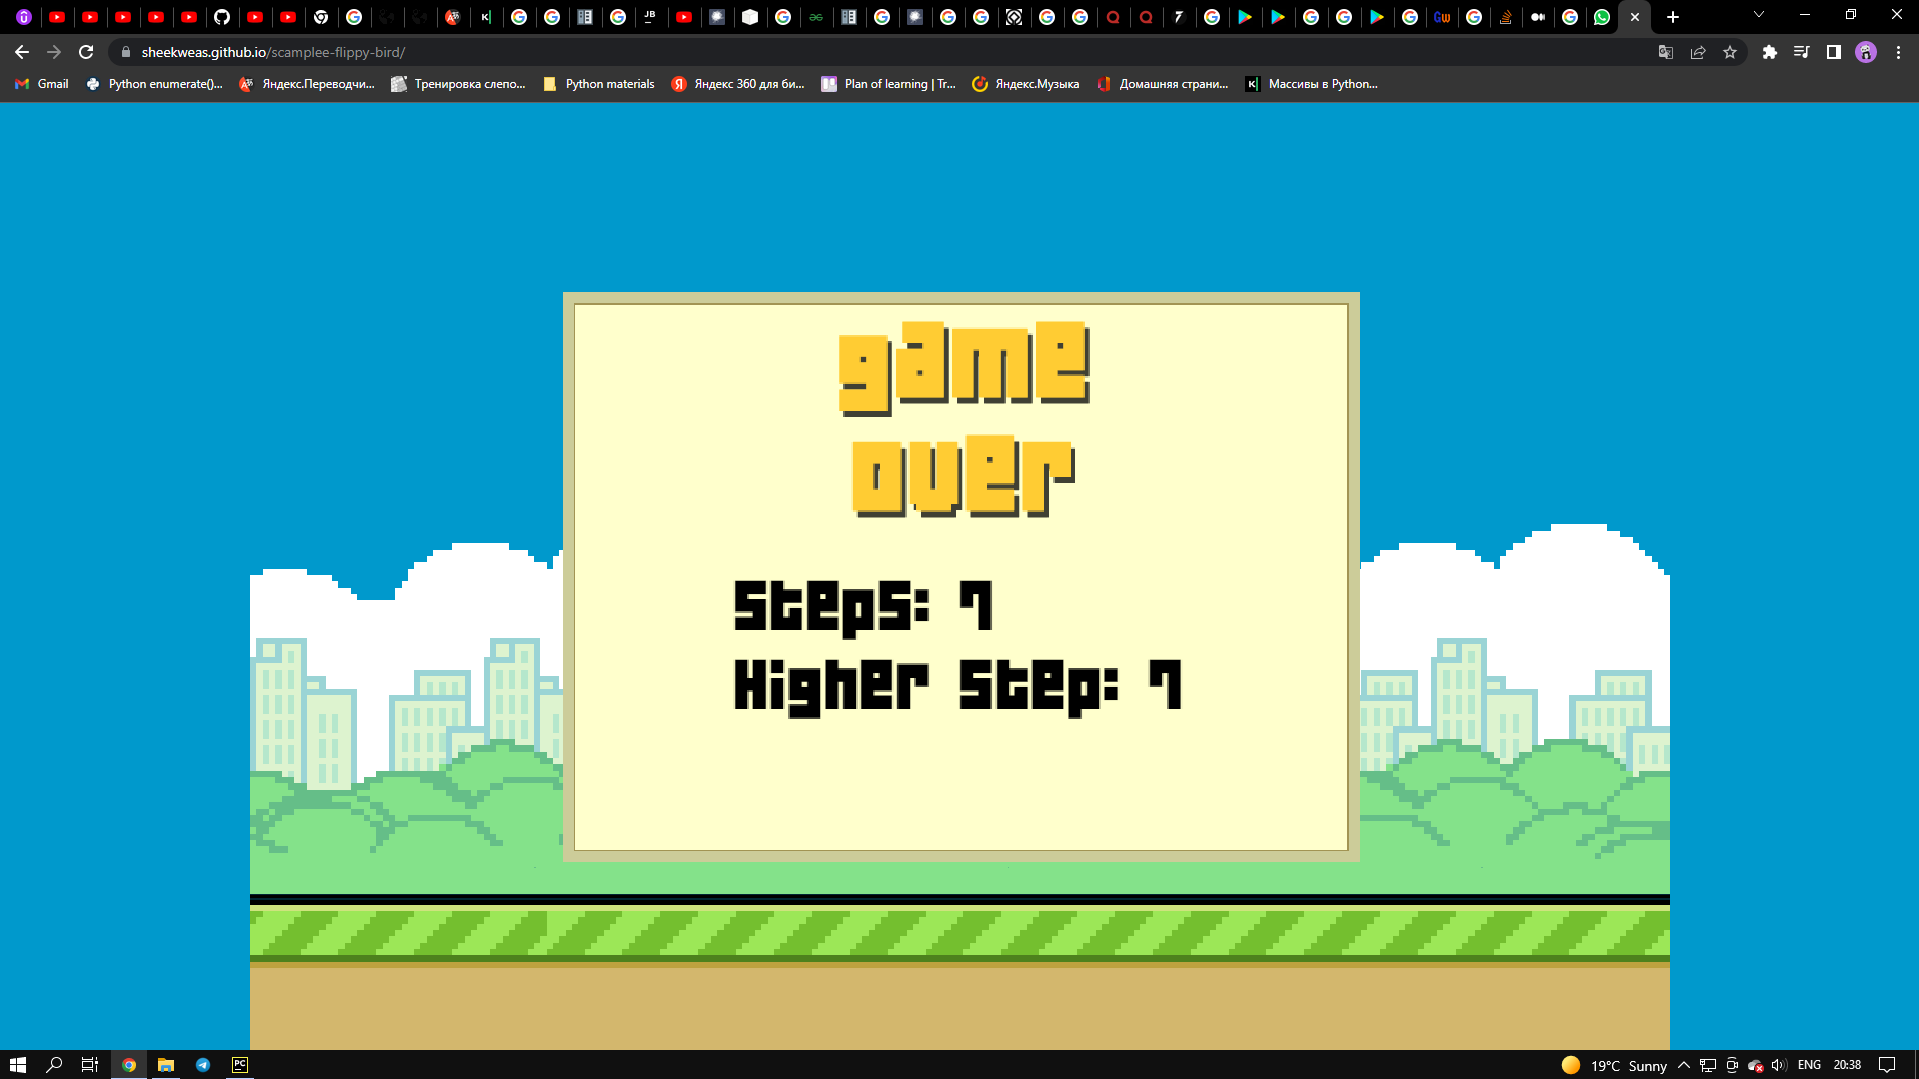 sheekweas.github.io/scamplee-flippy-bird/
Gmail
Python enumerate()...
Яндекс.Переводчи...
Тренировка слепо...
Python materials
Яндекс 360 для би...
Plan of learning | Tr...
Яндекс.Музыка
Домашняя страни...
Массивы в Python...
game
over
Steps: 7
Higher Step: 7
19°C Sunny
ENG
20:38